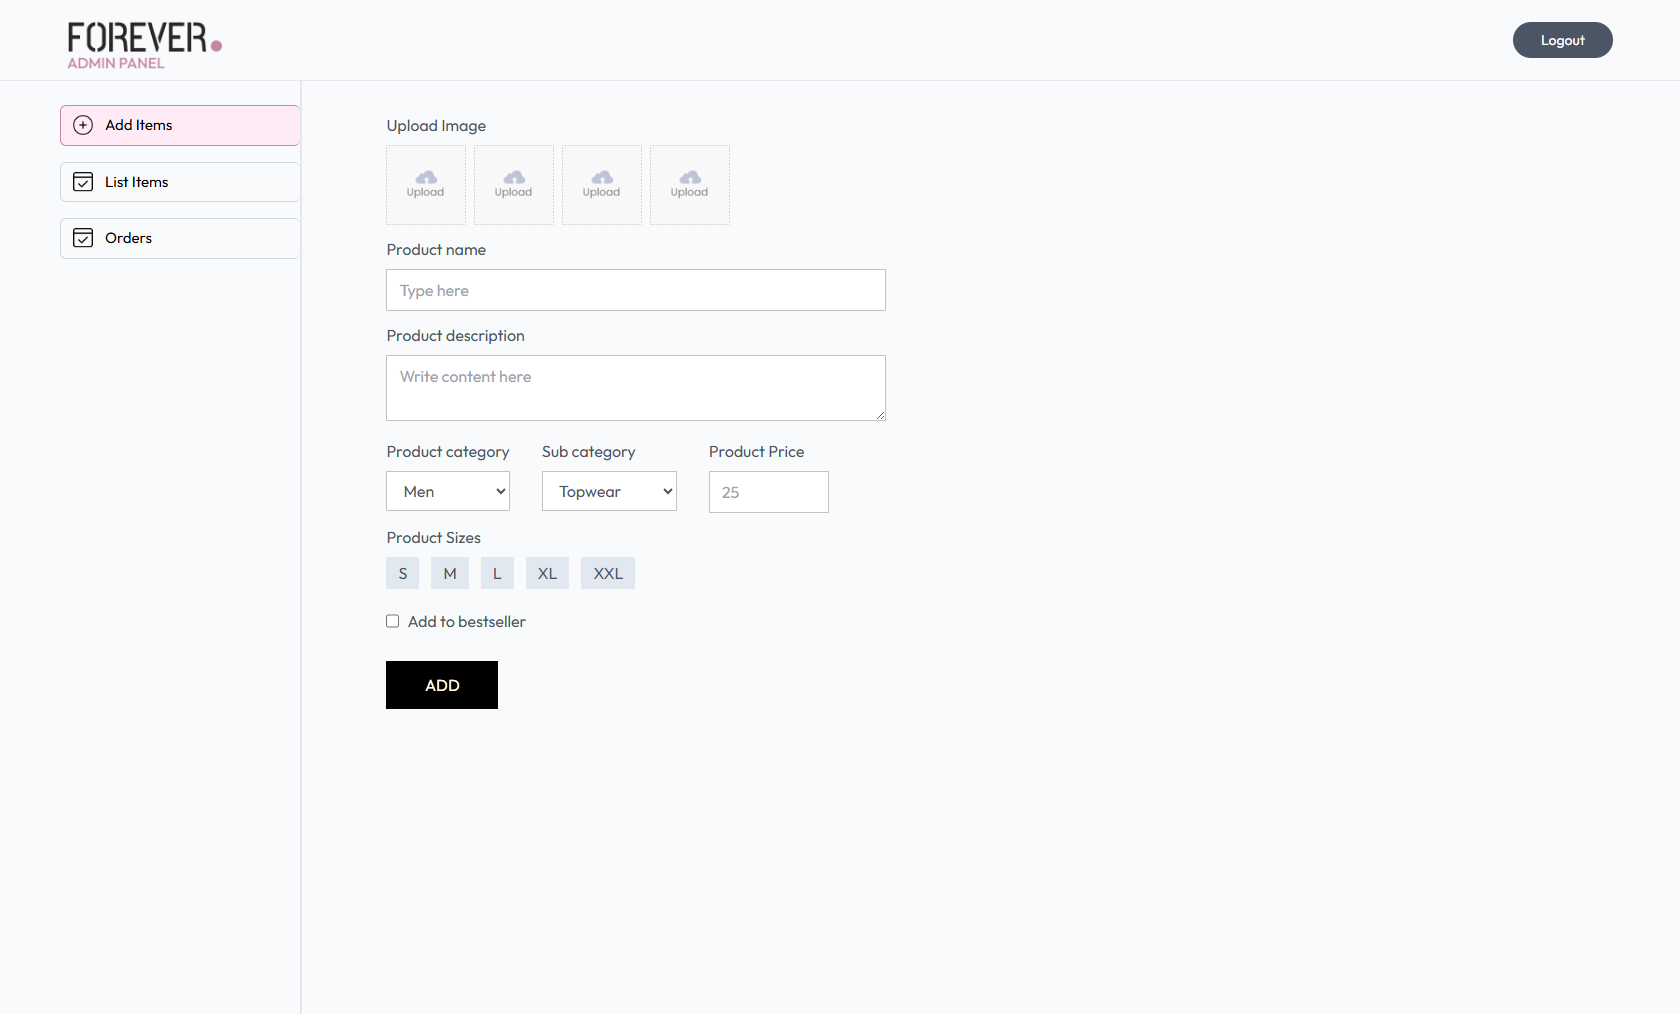 FOREVER.
ADMIN PANEL
Logout
Add Items
List Items
Orders
Upload Image
Upload Upload Upload Upload
Product name
Type here
Product description
Write content here
Product category Sub category Product Price
Men Topwear 25
Product Sizes
S M L XL XXL
Add to bestseller
ADD